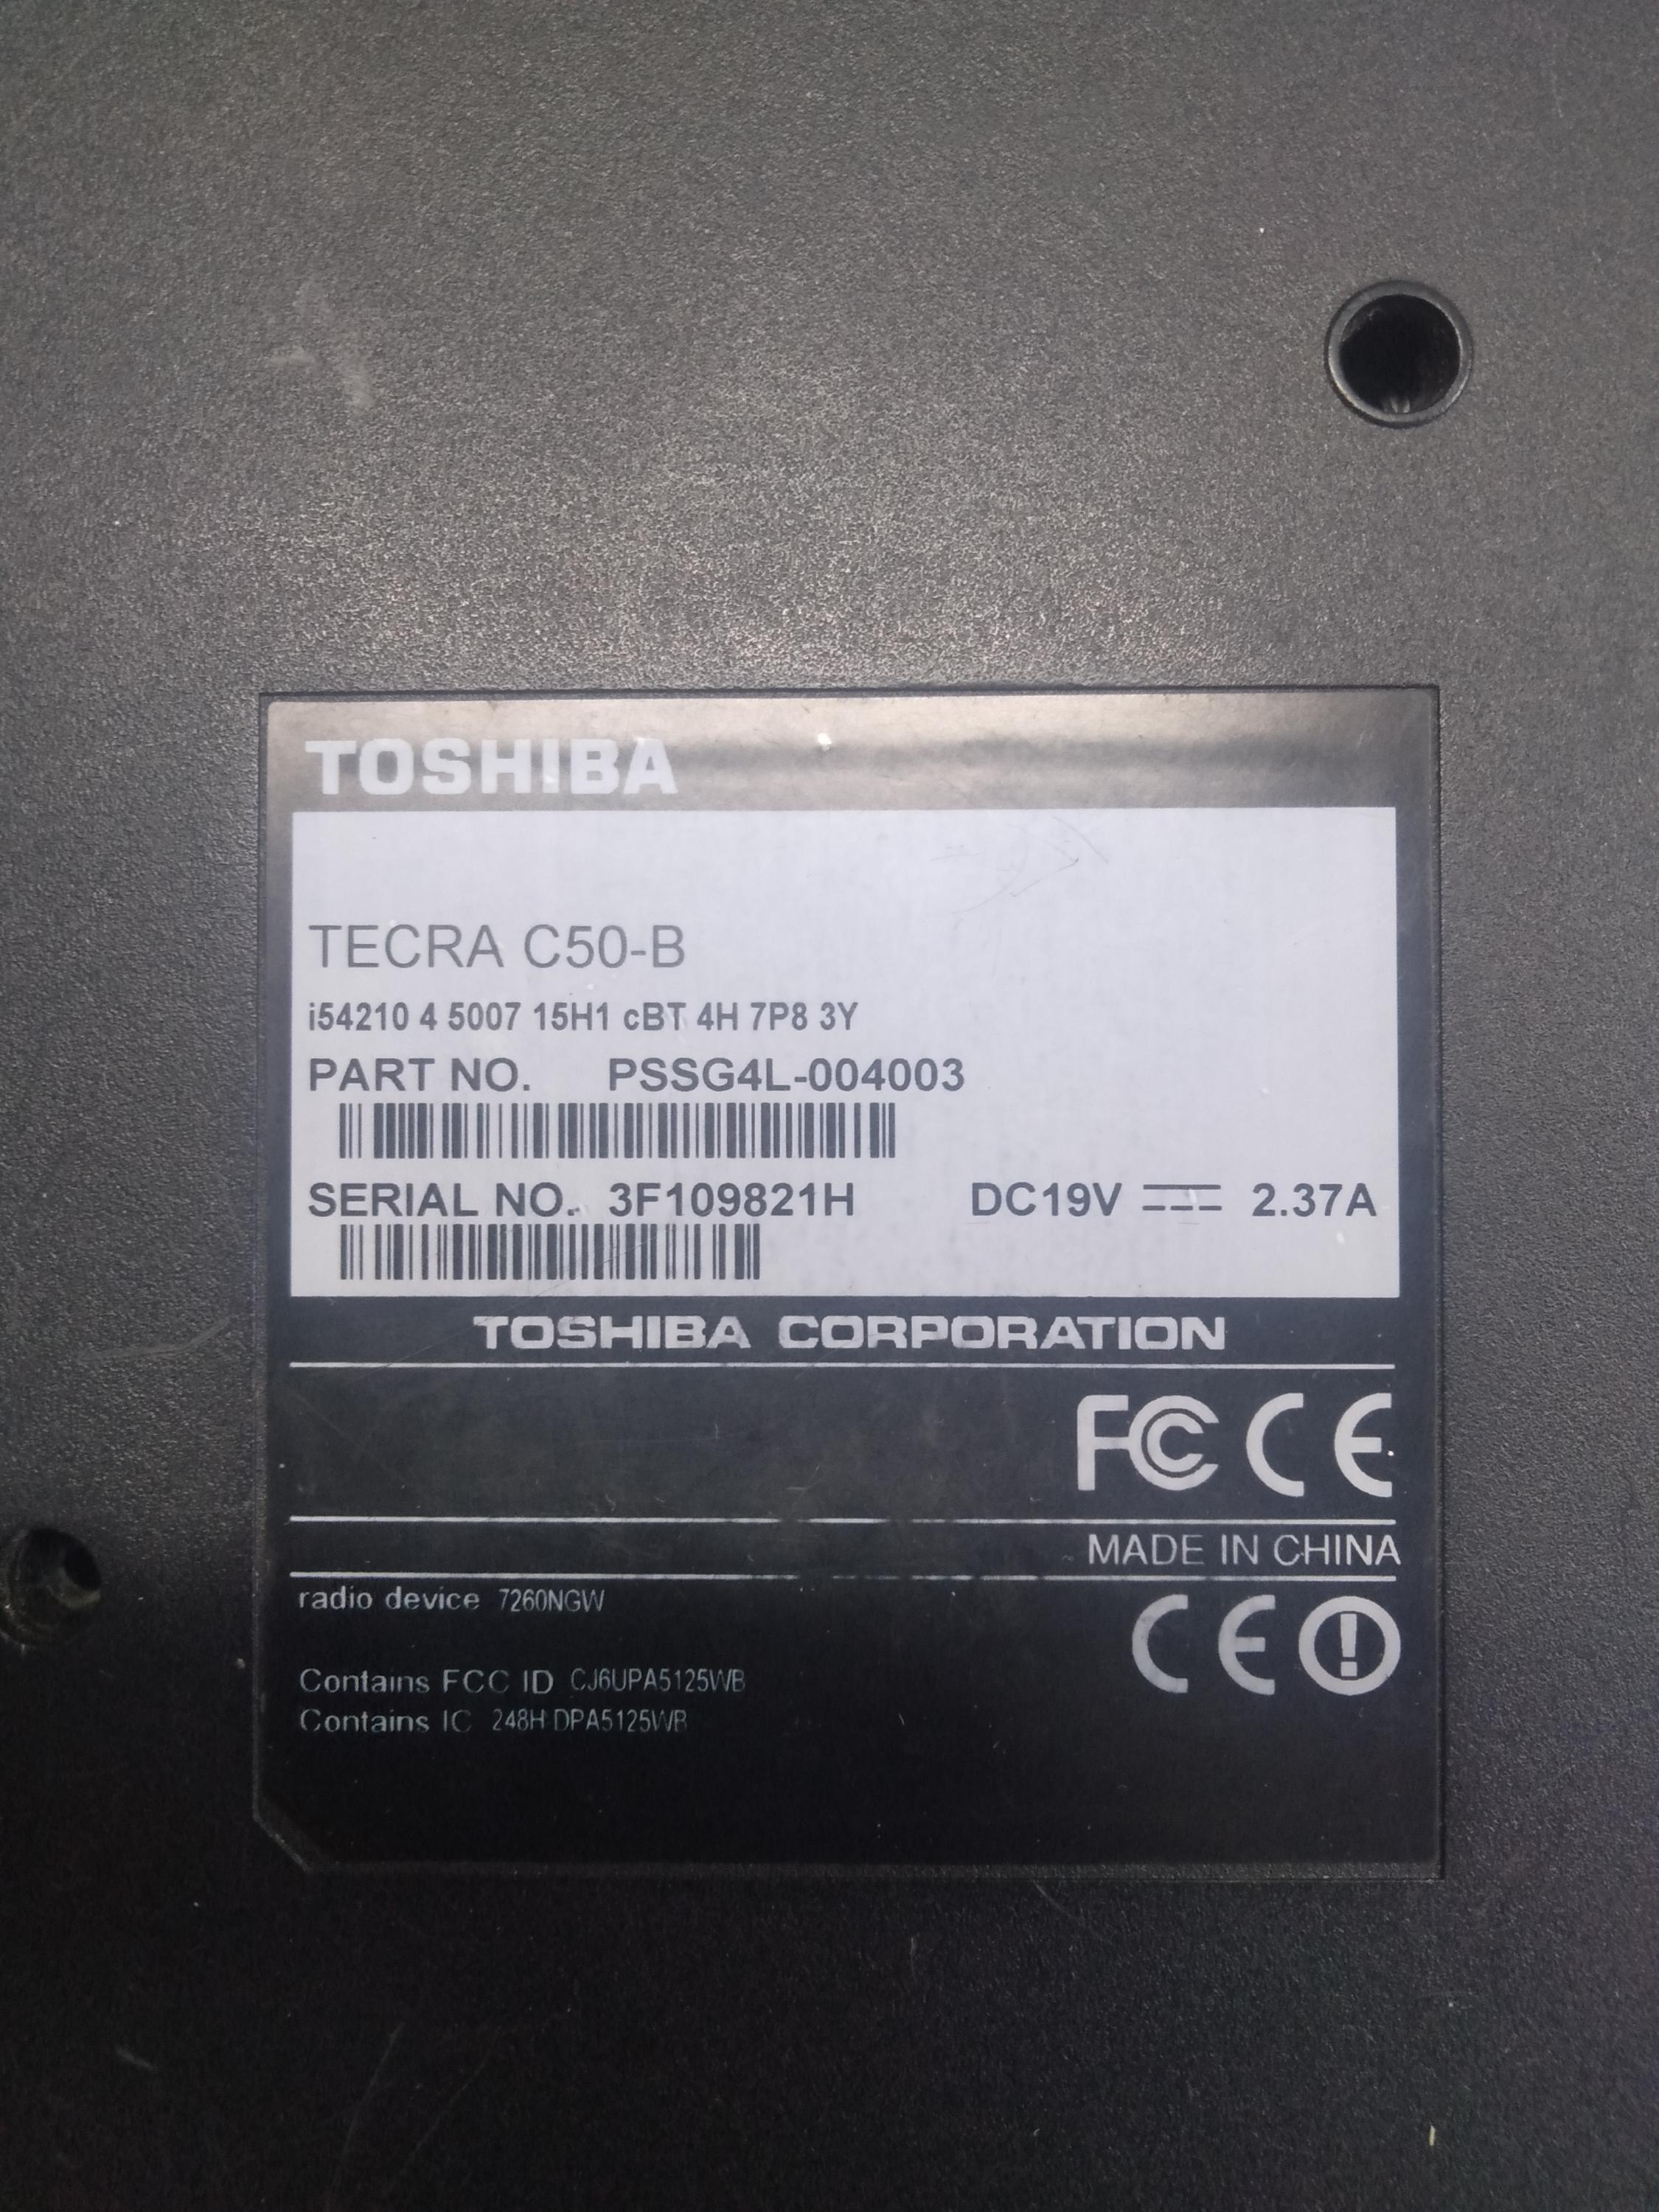 TOSHIBA
TECRA C50-B
i54210 4 5007 15H1 cBT 4H 7P8 3Y
PART NO. PSSG4L-004003
SERIAL NO. 3F109821H DC19V ⎓ 2.37A
TOSHIBA CORPORATION
FC CE
MADE IN CHINA
radio device 7260NGW
CE
Contains FCC ID CJ6UPA5125WB
Contains IC 248H DPA5125WB